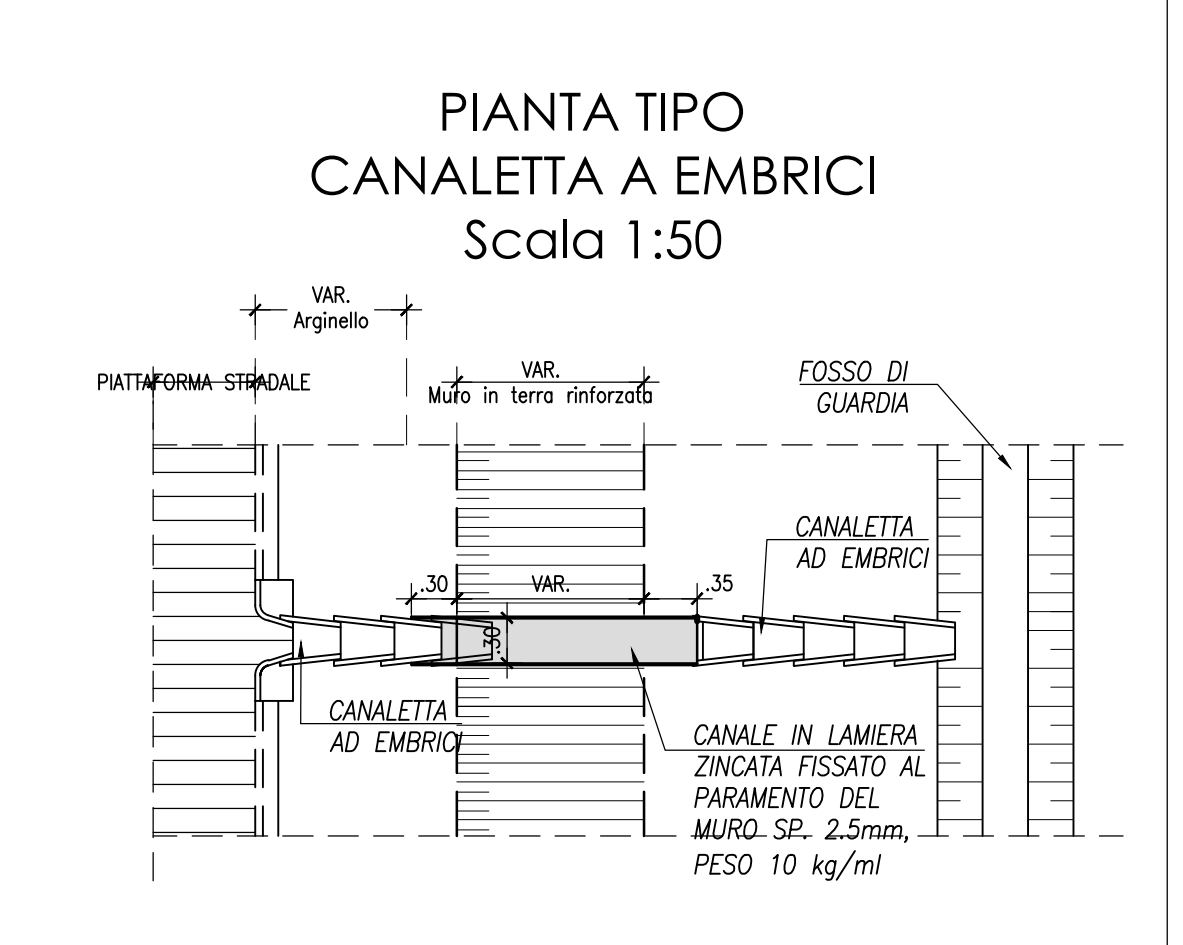 PIANTA TIPO
CANALETTA A EMBRICI
Scala 1:50
VAR.
Arginello
PIATTAFORMA STRADALE
VAR.
Muro in terra rinforzata
FOSSO DI
GUARDIA
CANALETTA
AD EMBRICI
.30
VAR.
.35
.30
CANALETTA
AD EMBRICI
CANALE IN LAMIERA
ZINCATA FISSATO AL
PARAMENTO DEL
MURO SP. 2.5mm,
PESO 10 kg/ml